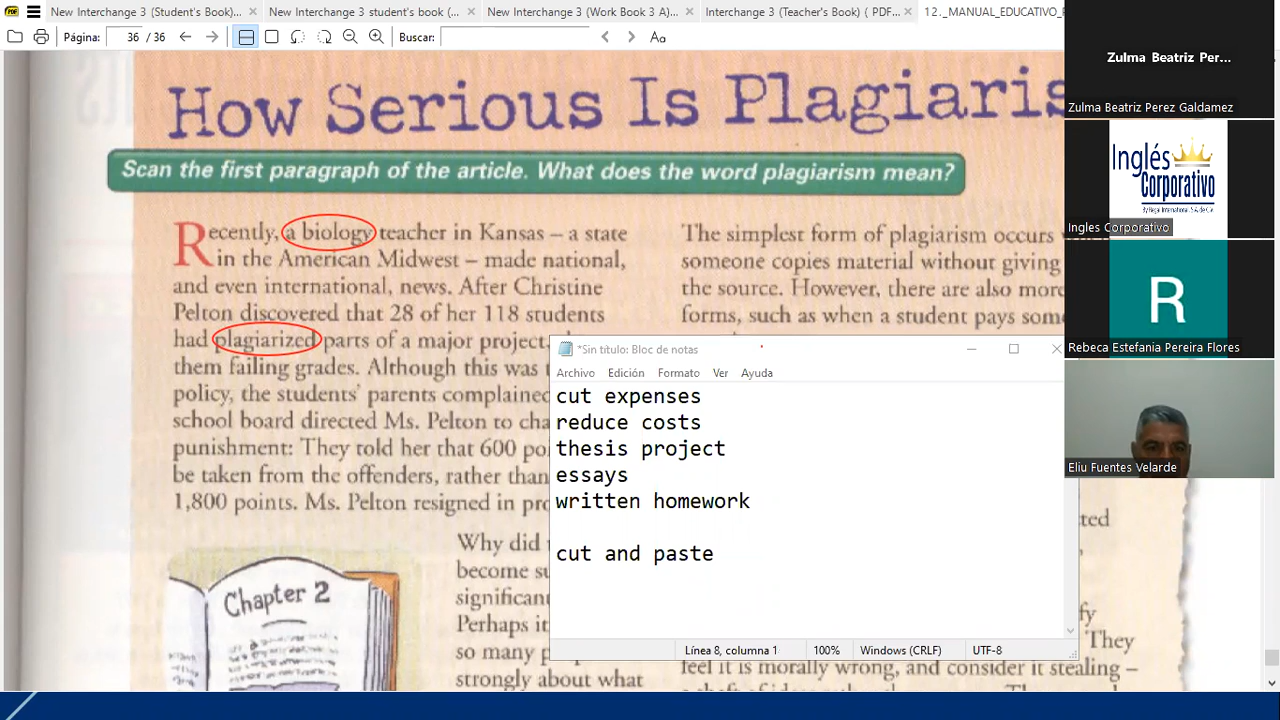 New Interchange 3 (Student's Book)...
New Interchange 3 student's book (...
New Interchange 3 (Work Book 3 A)...
Interchange 3 (Teacher's Book) ( PDF...
12._MANUAL_EDUCATIVO_
Página: 36 / 36
Buscar:
How Serious Is Plagiaris
Scan the first paragraph of the article. What does the word plagiarism mean?
Recently, a biology teacher in Kansas – a state
in the American Midwest – made national,
and even international, news. After Christine
Pelton discovered that 28 of her 118 students
had plagiarized parts of a major project
them failing grades. Although this was
policy, the students' parents complained
school board directed Ms. Pelton to
punishment: They told her that 600
be taken from the offenders, rather than
1,800 points. Ms. Pelton resigned in
Why did
become
Perhaps it
so many
strongly about what
Chapter 2
The simplest form of plagiarism occurs
someone copies material without giving
the source. However, there are also more
forms, such as when a student pays
They
feel it is morally wrong, and consider it stealing –
*Sin título: Bloc de notas
Archivo Edición Formato Ver Ayuda
cut expenses
reduce costs
thesis project
essays
written homework
cut and paste
Línea 8, columna 1 100% Windows (CRLF) UTF-8
Zulma Beatriz Per...
Zulma Beatriz Perez Galdamez
Inglés
Corporativo
Ingles Corporativo
R
Rebeca Estefania Pereira Flores
Eliu Fuentes Velarde